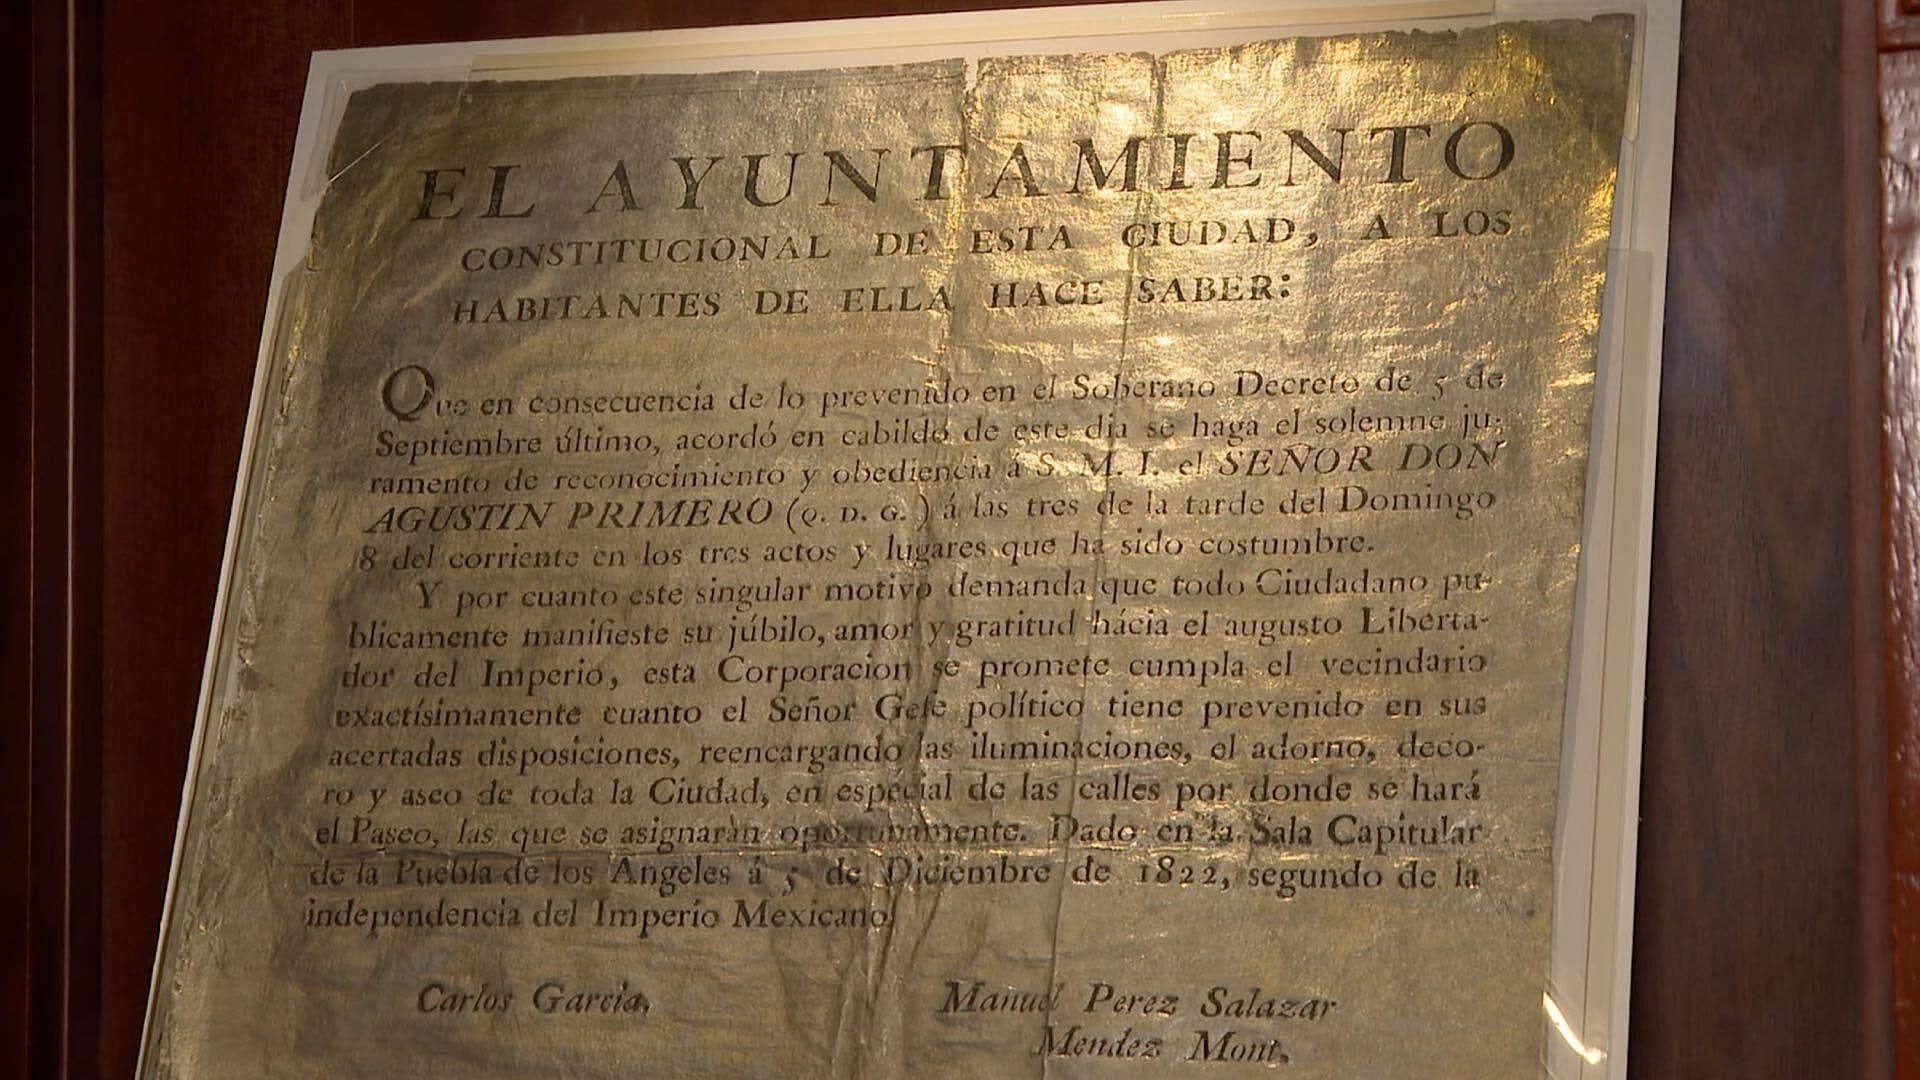 EL AYUNTAMIENTO
CONSTITUCIONAL DE ESTA CIUDAD, A LOS
HABITANTES DE ELLA HACE SABER:
Que en consecuencia de lo prevenido en el Soberano Decreto de 5 de
Septiembre último, acordó en cabildo de este dia se haga el solemne ju-
ramento de reconocimiento y obediencia á S. M. I. el SEÑOR DON
AGUSTIN PRIMERO (Q. D. G.) á las tres de la tarde del Domingo
8 del corriente en los tres actos y lugares que ha sido costumbre.
Y por cuanto este singular motivo demanda que todo Ciudadano pu-
blicamente manifieste su júbilo, amor y gratitud hácia el augusto Liberta-
dor del Imperio, esta Corporacion se promete cumpla el vecindario
exactísimamente cuanto el Señor Gefe político tiene prevenido en sus
acertadas disposiciones, reencargando las iluminaciones, el adorno, deco-
ro y aseo de toda la Ciudad, en especial de las calles por donde se hará
el Paseo, las que se asignarán oportunamente. Dado en la Sala Capitular
de la Puebla de los Angeles á 5 de Diciembre de 1822, segundo de la
independencia del Imperio Mexicano.
Carlos Garcia.
Manuel Perez Salazar
Mendez Mont.